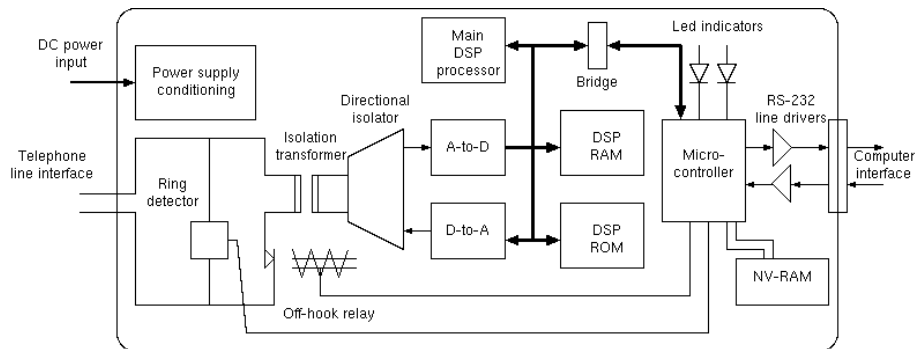 DC power
input
Power supply
conditioning
Main
DSP
processor
Bridge
Led indicators
RS-232
line drivers
Directional
isolator
Isolation
transformer
Telephone
line interface
Ring
detector
A-to-D
D-to-A
DSP
RAM
DSP
ROM
Micro-
controller
Computer
interface
NV-RAM
Off-hook relay